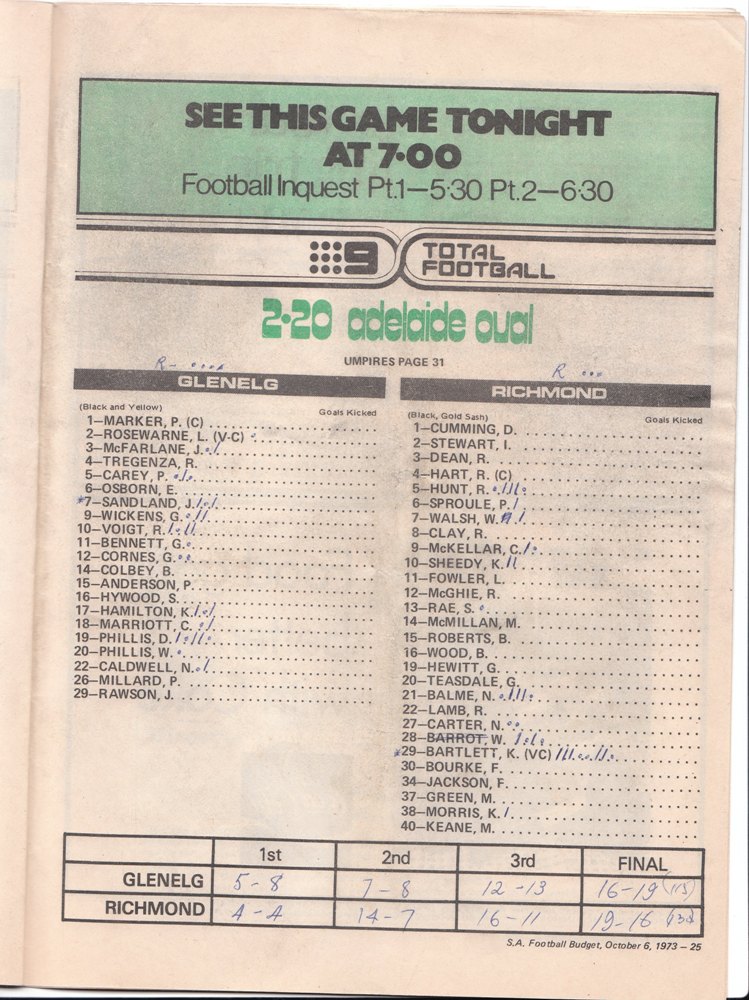 SEE THIS GAME TONIGHT
AT 7·00
Football Inquest Pt.1—5·30 Pt.2—6·30
9 TOTAL
FOOTBALL
2·20 adelaide oval
UMPIRES PAGE 31
R-
GLENELG
(Black and Yellow) Goals Kicked
1—MARKER, P. (C)
2—ROSEWARNE, L. (V-C)
3—McFARLANE, J.
4—TREGENZA, R.
5—CAREY, P.
6—OSBORN, E.
*7—SANDLAND, J.
9—WICKENS, G.
10—VOIGT, R.
11—BENNETT, G.
12—CORNES, G.
14—COLBEY, B.
15—ANDERSON, P.
16—HYWOOD, S.
17—HAMILTON, K.
18—MARRIOTT, C.
19—PHILLIS, D.
20—PHILLIS, W.
22—CALDWELL, N.
26—MILLARD, P.
29—RAWSON, J.
R
RICHMOND
(Black, Gold Sash) Goals Kicked
1—CUMMING, D.
2—STEWART, I.
3—DEAN, R.
4—HART, R. (C)
5—HUNT, R.
6—SPROULE, P.
7—WALSH, W.
8—CLAY, R.
9—McKELLAR, C.
10—SHEEDY, K.
11—FOWLER, L.
12—McGHIE, R.
13—RAE, S.
14—McMILLAN, M.
15—ROBERTS, B.
16—WOOD, B.
19—HEWITT, G.
20—TEASDALE, G.
21—BALME, N.
22—LAMB, R.
27—CARTER, N.
28—BARROT, W.
*29—BARTLETT, K. (VC)
30—BOURKE, F.
34—JACKSON, F.
37—GREEN, M.
38—MORRIS, K.
40—KEANE, M.
1st 2nd 3rd FINAL
GLENELG 5-8 7-8 12-13 16-19 (115)
RICHMOND 4-4 14-7 16-11 19-16
S.A. Football Budget, October 6, 1973 — 25